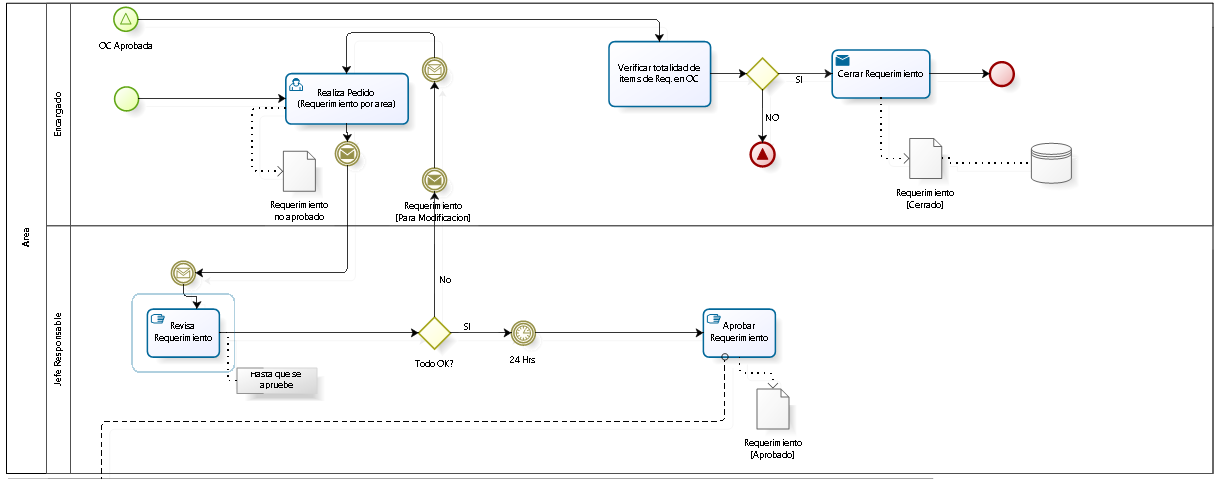 Area
Encargado
OC Aprobada
Realiza Pedido
(Requerimiento por area)
Requerimiento
no aprobado
Requerimiento
[Para Modificacion]
Verificar totalidad de
items de Req. en OC
SI
NO
Cerrar Requerimiento
Requerimiento
[Cerrado]
Jefe Responsable
Revisa
Requerimiento
Hasta que se
apruebe
No
Todo OK?
SI
24 Hrs
Aprobar
Requerimiento
Requerimiento
[Aprobado]